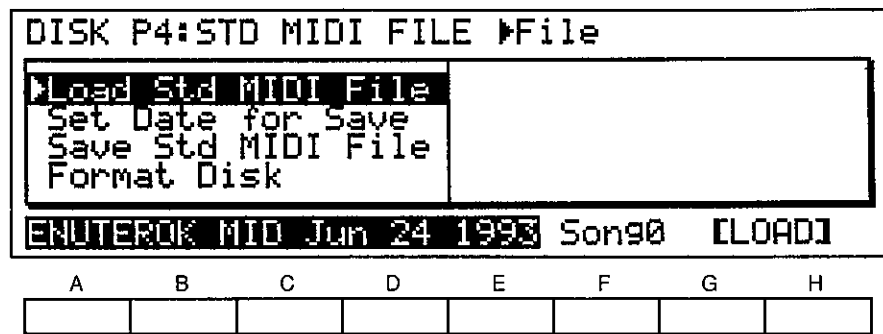 DISK P4:STD MIDI FILE ▶File
▶Load Std MIDI File
Set Date for Save
Save Std MIDI File
Format Disk
ENUTEROK MID Jun 24 1993 Song0 [LOAD]
A B C D E F G H